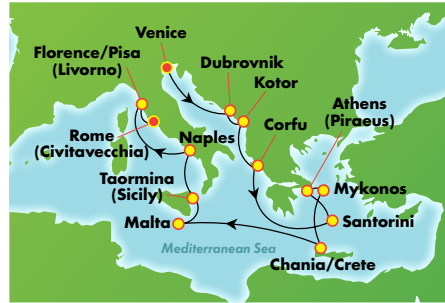 Venice
Florence/Pisa
(Livorno)
Dubrovnik
Kotor
Athens
(Piraeus)
Rome
(Civitavecchia)
Naples
Corfu
Taormina
(Sicily)
Mykonos
Malta
Santorini
Mediterranean Sea
Chania/Crete